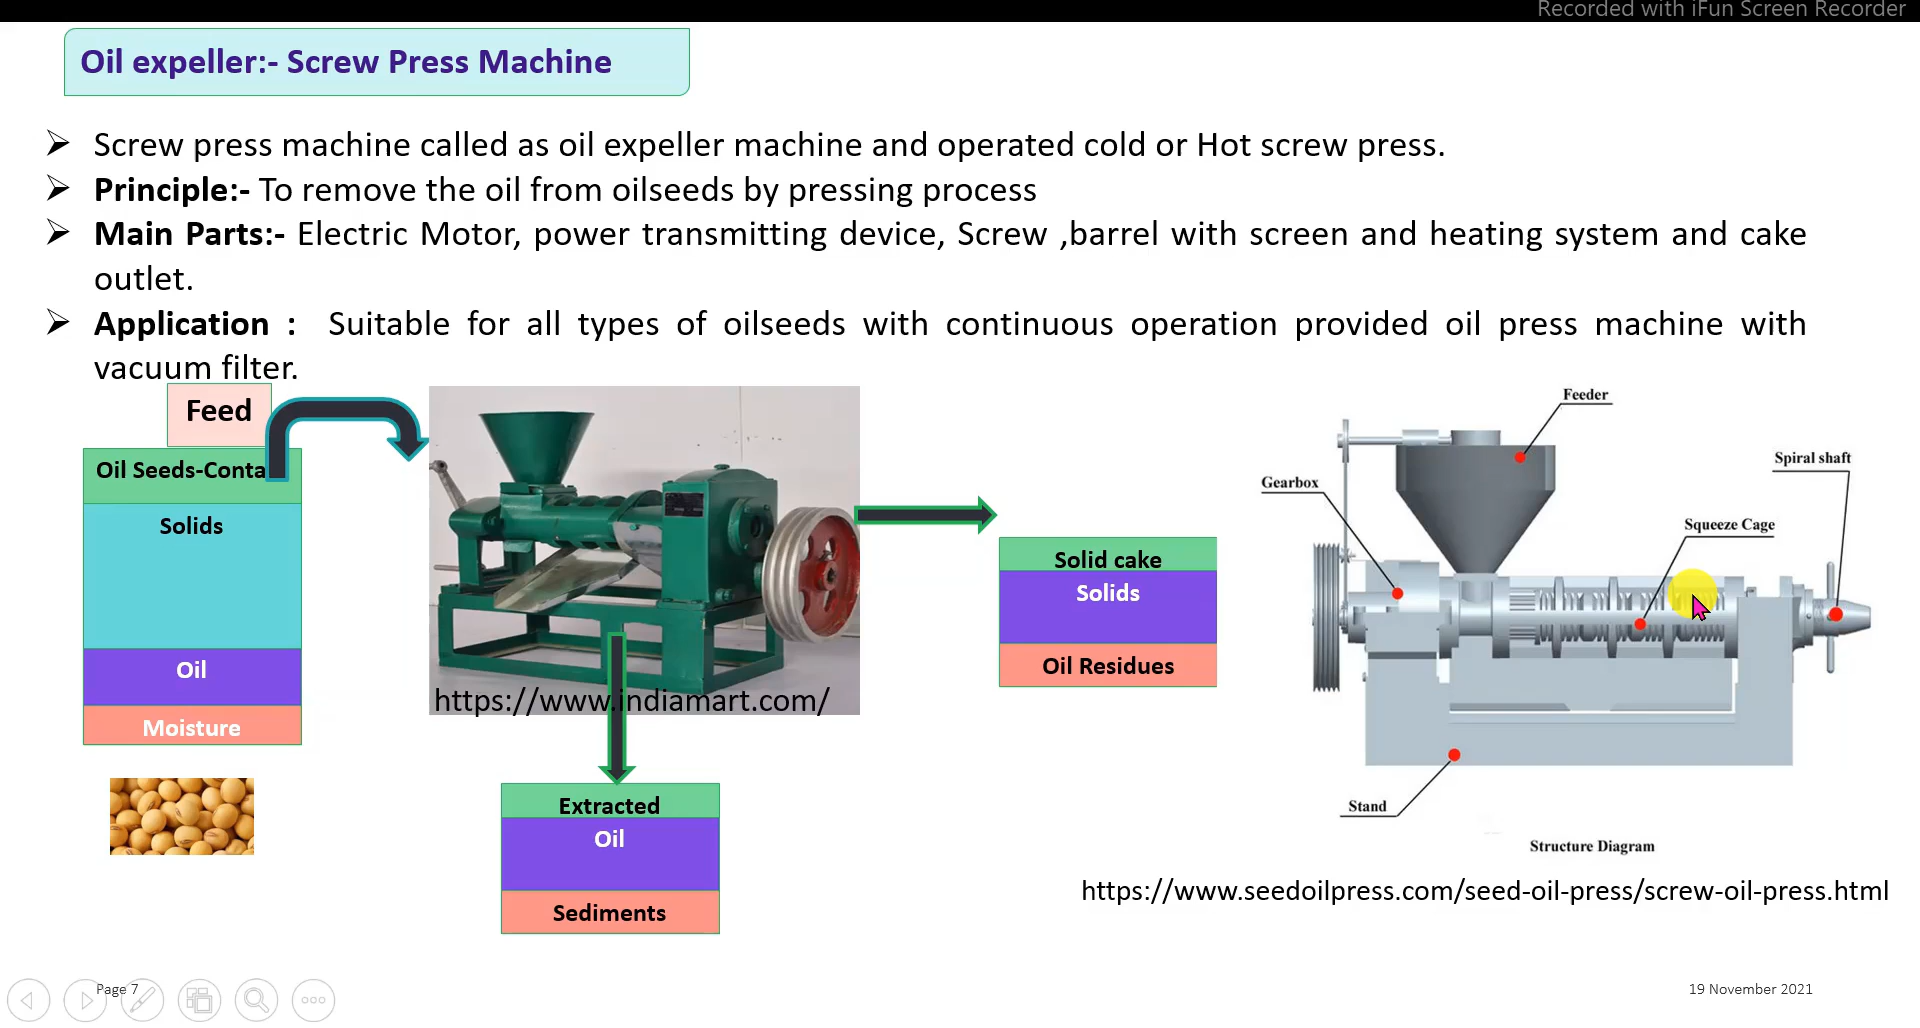 Recorded with iFun Screen Recorder
Oil expeller:- Screw Press Machine
Screw press machine called as oil expeller machine and operated cold or Hot screw press.
Principle:- To remove the oil from oilseeds by pressing process
Main Parts:- Electric Motor, power transmitting device, Screw ,barrel with screen and heating system and cake
outlet.
Application : Suitable for all types of oilseeds with continuous operation provided oil press machine with
vacuum filter.
Feed
Oil Seeds-Conta
Solids
Oil
Moisture
https://www.indiamart.com/
Extracted
Oil
Sediments
Solid cake
Solids
Oil Residues
Feeder
Spiral shaft
Gearbox
Squeeze Cage
Stand
Structure Diagram
https://www.seedoilpress.com/seed-oil-press/screw-oil-press.html
Page 7
19 November 2021